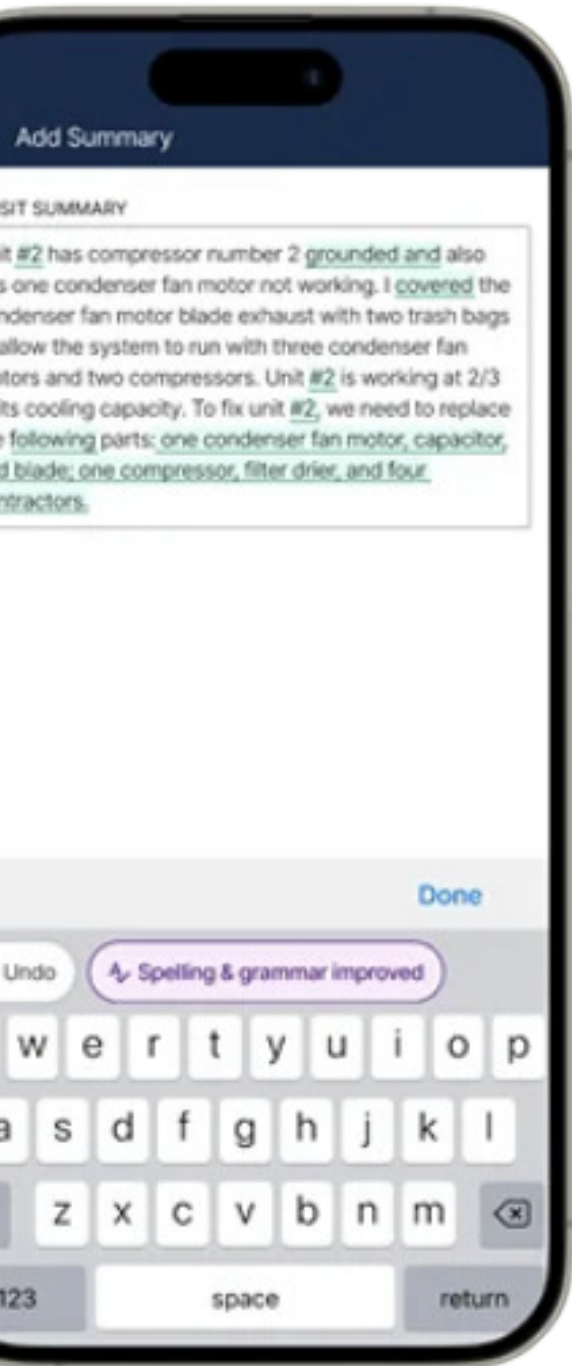 Add Summary
SIT SUMMARY
it #2 has compressor number 2 grounded and also
s one condenser fan motor not working. I covered the
ndenser fan motor blade exhaust with two trash bags
allow the system to run with three condenser fan
tors and two compressors. Unit #2 is working at 2/3
its cooling capacity. To fix unit #2, we need to replace
e following parts: one condenser fan motor, capacitor,
d blade; one compressor, filter drier, and four
ntractors.
Done
Undo
Spelling & grammar improved
w e r t y u i o p
a s d f g h j k l
z x c v b n m
123 space return